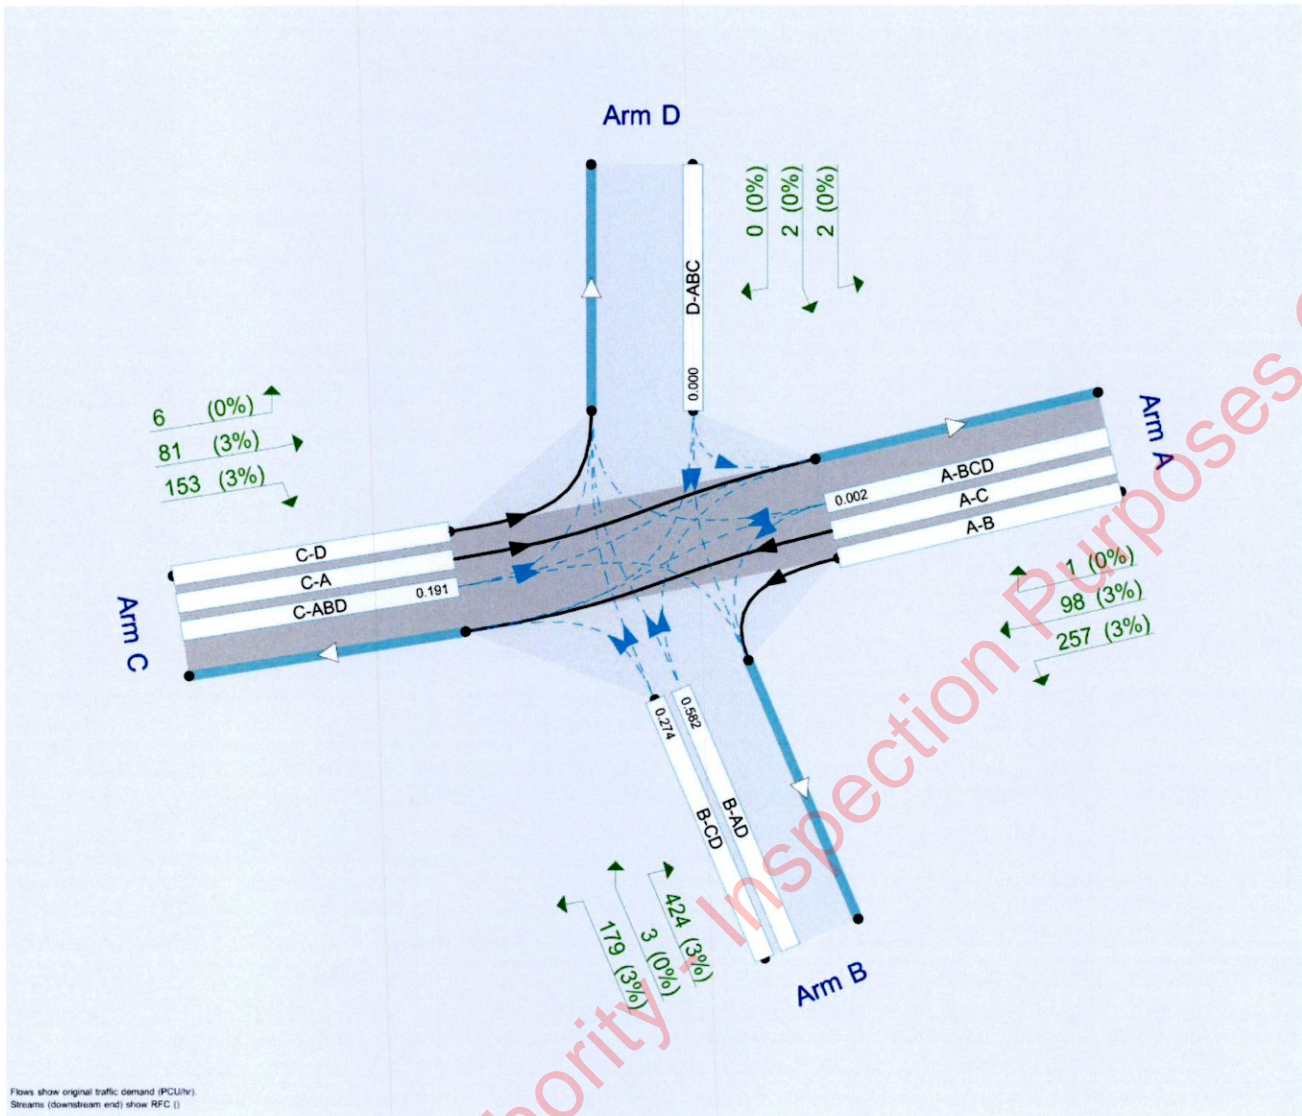 Arm D
0 (0%)
2 (0%)
2 (0%)
D-ABC
0.000
6 (0%)
81 (3%)
153 (3%)
Arm A
A-BCD
0.002
A-C
A-B
C-D
C-A
C-ABD
0.191
Arm C
1 (0%)
98 (3%)
257 (3%)
0.274
0.582
B-CD
B-AD
179 (3%)
3 (0%)
424 (3%)
Arm B
hority - Inspection Purposes
Flows show original traffic demand (PCU/hr).
Streams (downstream end) show RFC ()